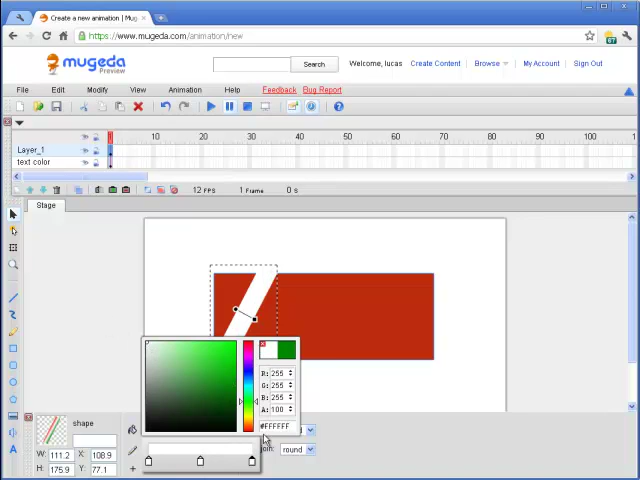 Create a new animation | Mug
https://www.mugeda.com/animation/new
mugeda
Preview
Search
Welcome, lucas
Create Content
Browse
My Account
Sign Out
File
Edit
Modify
View
Animation
Help
Feedback
Bug Report
1 10 20 30 40 50 60 70 80 90 100
Layer_1
text color
12 FPS
1 Frame
0 S
Stage
R: 255
G: 255
B: 255
A: 100
#FFFFFF
shape
W: 111.2 X: 108.9
H: 175.9 Y: 77.1
join: round
A